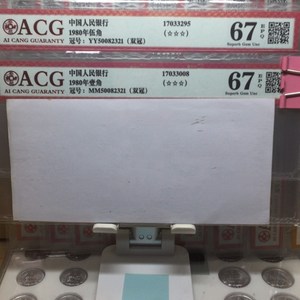 ACG
AI CANG GUARANTY
中国人民银行
1980年伍角
冠号：YY50082321（双冠）
17033295
(☆☆☆)
67 EPQ
Superb Gem Unc
ACG
AI CANG GUARANTY
中国人民银行
1980年壹角
冠号：MM50082321（双冠）
17033008
(☆☆☆)
67 EPQ
Superb Gem Unc